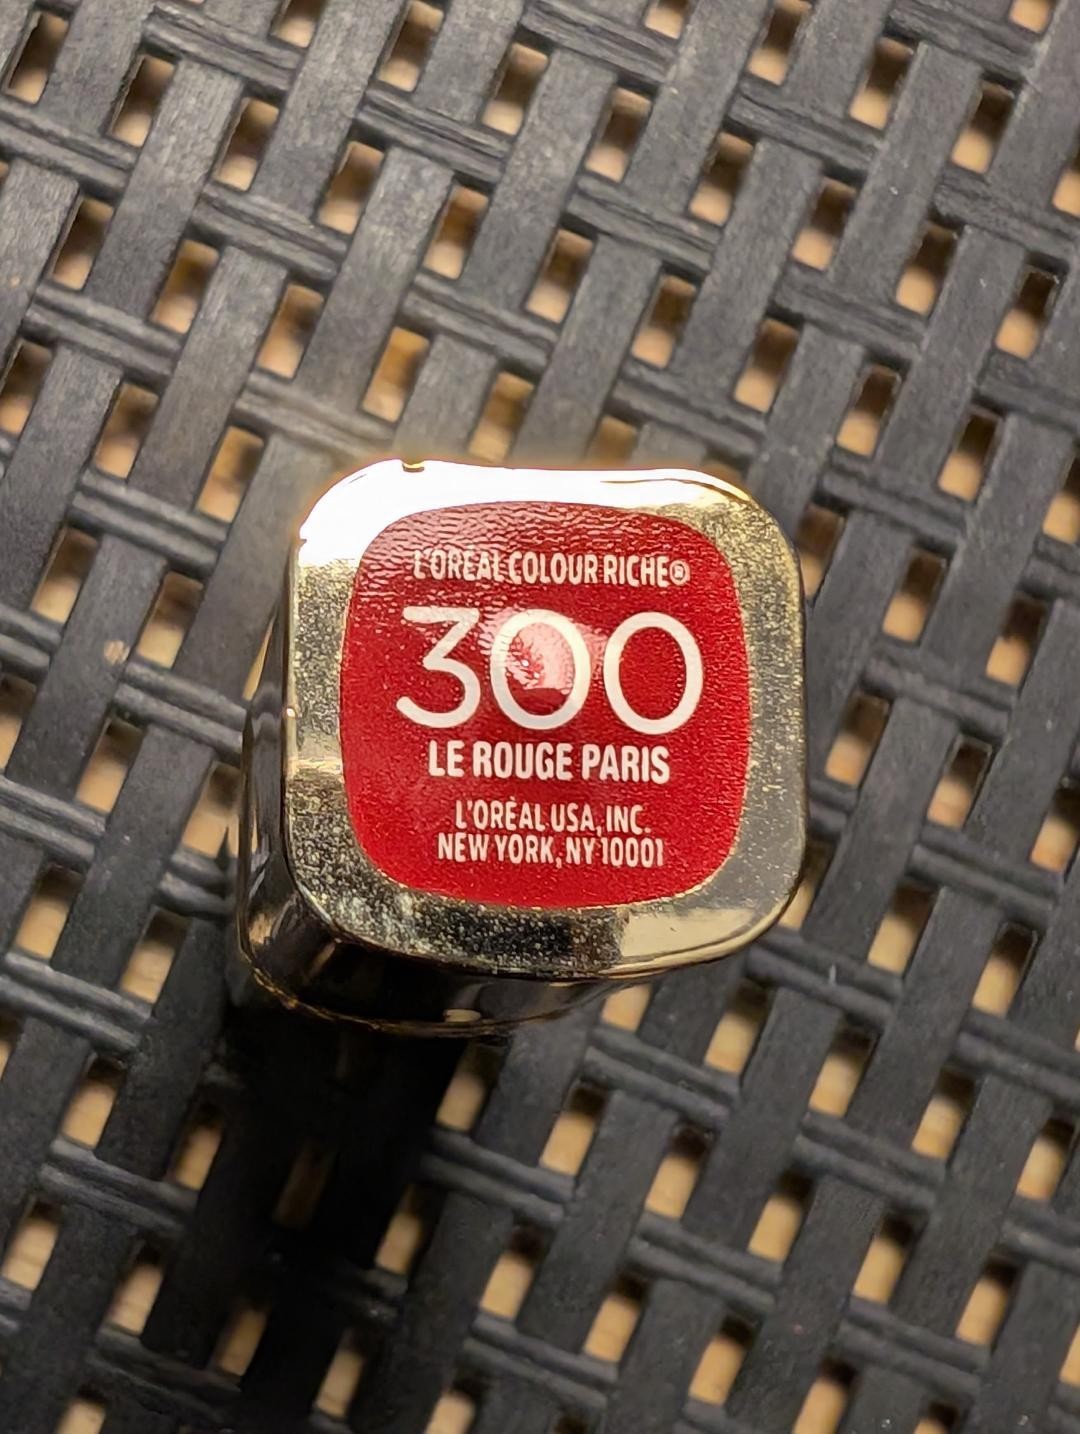 L'ORÉAL COLOUR RICHE®
300
LE ROUGE PARIS
L'ORÉAL USA, INC.
NEW YORK, NY 10001